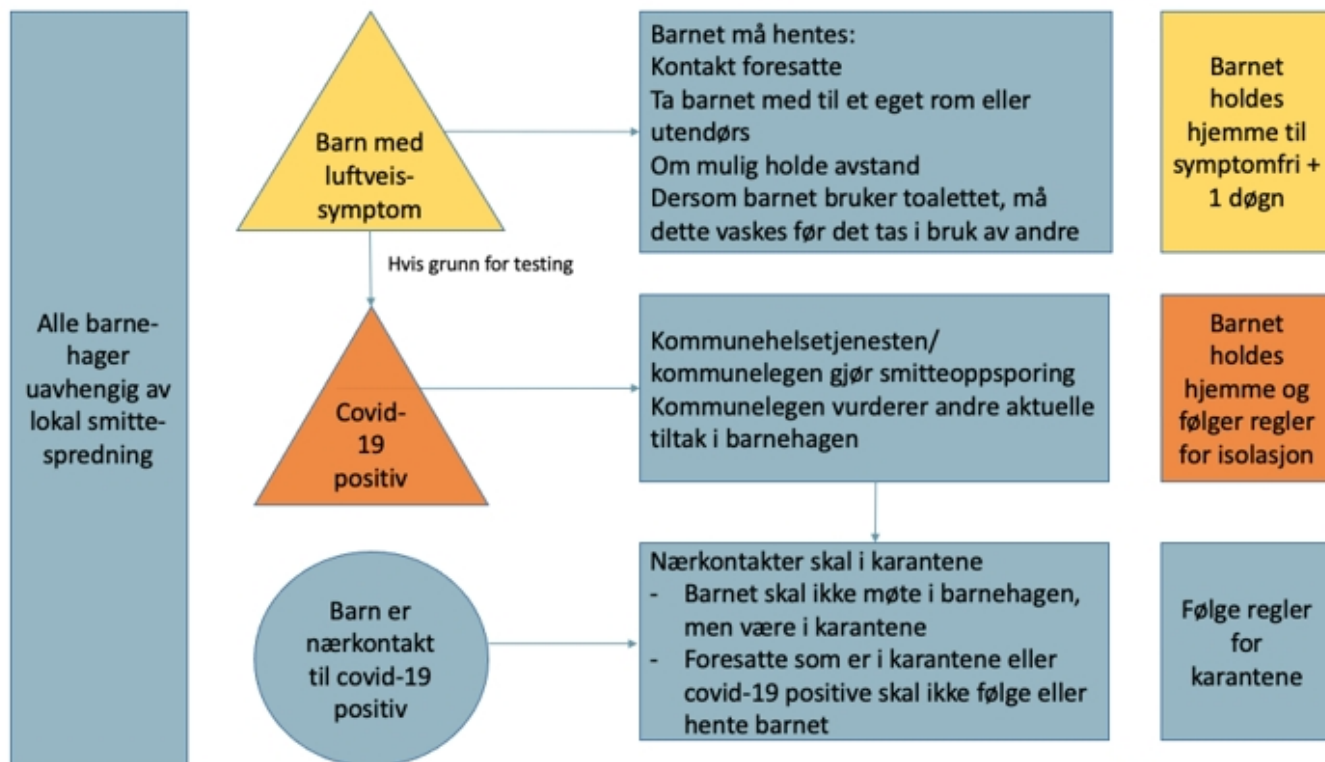 Alle barne-
hager
uavhengig av
lokal smitte-
spredning
Barn med
luftveis-
symptom
Barnet må hentes:
Kontakt foresatte
Ta barnet med til et eget rom eller
utendørs
Om mulig holde avstand
Dersom barnet bruker toalettet, må
dette vaskes før det tas i bruk av andre
Barnet
holdes
hjemme til
symptomfri +
1 døgn
Hvis grunn for testing
Covid-
19
positiv
Kommunehelsetjenesten/
kommunelegen gjør smitteoppsporing
Kommunelegen vurderer andre aktuelle
tiltak i barnehagen
Barnet
holdes
hjemme og
følger regler
for isolasjon
Barn er
nærkontakt
til covid-19
positiv
Nærkontakter skal i karantene
- Barnet skal ikke møte i barnehagen,
men være i karantene
- Foresatte som er i karantene eller
covid-19 positive skal ikke følge eller
hente barnet
Følge regler
for
karantene